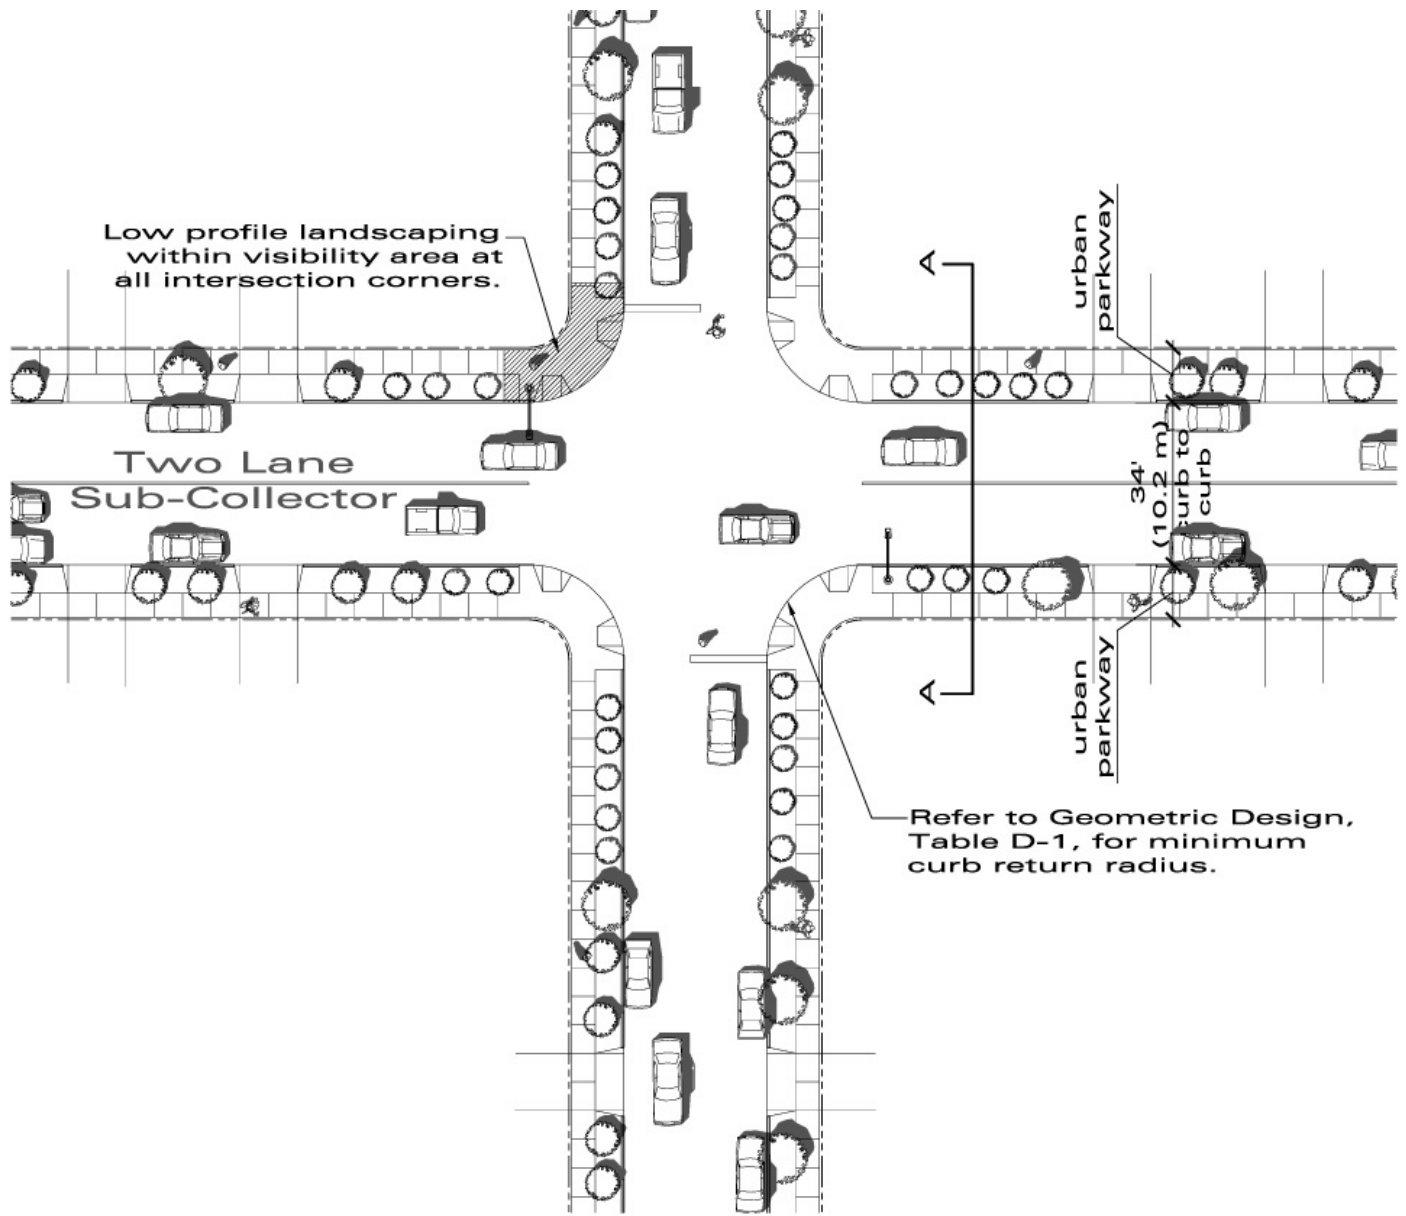 Low profile landscaping
within visibility area at
all intersection corners.
A
urban
parkway
Two Lane
Sub-Collector
34'
(10.2 m)
curb to
curb
A
urban
parkway
Refer to Geometric Design,
Table D-1, for minimum
curb return radius.